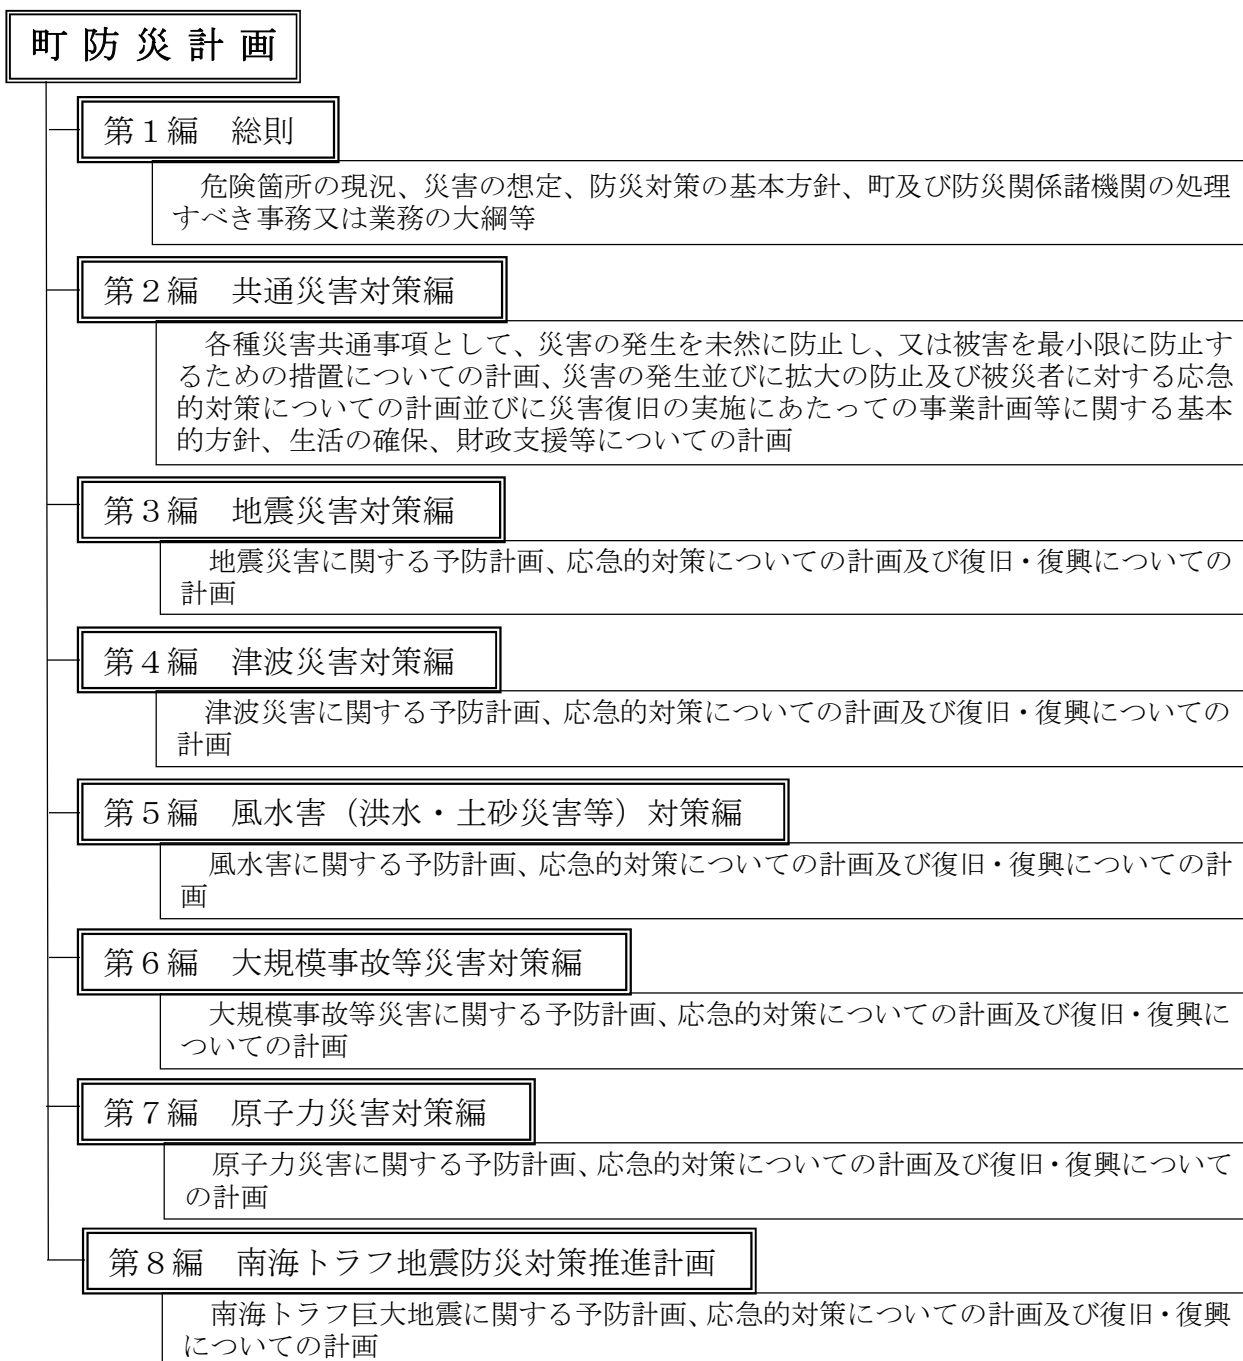 町防災計画
第１編　総則
危険箇所の現況、災害の想定、防災対策の基本方針、町及び防災関係諸機関の処理
すべき事務又は業務の大綱等
第２編　共通災害対策編
各種災害共通事項として、災害の発生を未然に防止し、又は被害を最小限に防止す
るための措置についての計画、災害の発生並びに拡大の防止及び被災者に対する応急
的対策についての計画並びに災害復旧の実施にあたっての事業計画等に関する基本
的方針、生活の確保、財政支援等についての計画
第３編　地震災害対策編
地震災害に関する予防計画、応急的対策についての計画及び復旧・復興についての
計画
第４編　津波災害対策編
津波災害に関する予防計画、応急的対策についての計画及び復旧・復興についての
計画
第５編　風水害（洪水・土砂災害等）対策編
風水害に関する予防計画、応急的対策についての計画及び復旧・復興についての計
画
第６編　大規模事故等災害対策編
大規模事故等災害に関する予防計画、応急的対策についての計画及び復旧・復興に
ついての計画
第７編　原子力災害対策編
原子力災害に関する予防計画、応急的対策についての計画及び復旧・復興について
の計画
第８編　南海トラフ地震防災対策推進計画
南海トラフ巨大地震に関する予防計画、応急的対策についての計画及び復旧・復興
についての計画